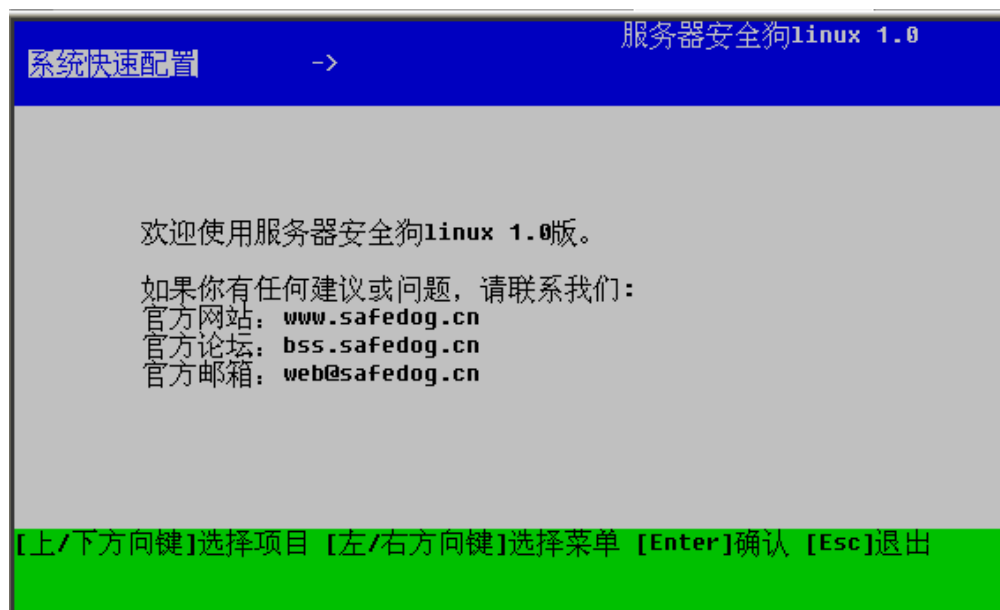 服务器安全狗linux 1.0
系统快速配置 ->
欢迎使用服务器安全狗linux 1.0版。
如果你有任何建议或问题，请联系我们：
官方网站：www.safedog.cn
官方论坛：bss.safedog.cn
官方邮箱：web@safedog.cn
[上/下方向键]选择项目 [左/右方向键]选择菜单 [Enter]确认 [Esc]退出